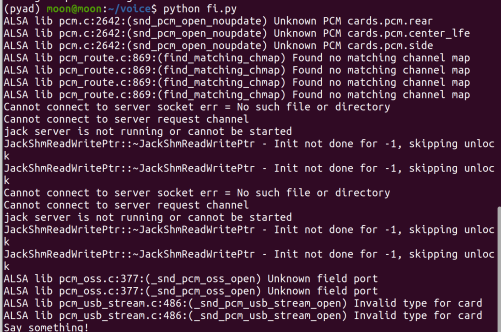 (pyad) moon@moon:~/voice$ python fi.py
ALSA lib pcm.c:2642:(snd_pcm_open_noupdate) Unknown PCM cards.pcm.rear
ALSA lib pcm.c:2642:(snd_pcm_open_noupdate) Unknown PCM cards.pcm.center_lfe
ALSA lib pcm.c:2642:(snd_pcm_open_noupdate) Unknown PCM cards.pcm.side
ALSA lib pcm_route.c:869:(find_matching_chmap) Found no matching channel map
ALSA lib pcm_route.c:869:(find_matching_chmap) Found no matching channel map
ALSA lib pcm_route.c:869:(find_matching_chmap) Found no matching channel map
ALSA lib pcm_route.c:869:(find_matching_chmap) Found no matching channel map
Cannot connect to server socket err = No such file or directory
Cannot connect to server request channel
jack server is not running or cannot be started
JackShmReadWritePtr::~JackShmReadWritePtr - Init not done for -1, skipping unloc
k
JackShmReadWritePtr::~JackShmReadWritePtr - Init not done for -1, skipping unloc
k
Cannot connect to server socket err = No such file or directory
Cannot connect to server request channel
jack server is not running or cannot be started
JackShmReadWritePtr::~JackShmReadWritePtr - Init not done for -1, skipping unloc
k
JackShmReadWritePtr::~JackShmReadWritePtr - Init not done for -1, skipping unloc
k
ALSA lib pcm_oss.c:377:(_snd_pcm_oss_open) Unknown field port
ALSA lib pcm_oss.c:377:(_snd_pcm_oss_open) Unknown field port
ALSA lib pcm_usb_stream.c:486:(_snd_pcm_usb_stream_open) Invalid type for card
ALSA lib pcm_usb_stream.c:486:(_snd_pcm_usb_stream_open) Invalid type for card
Say something!